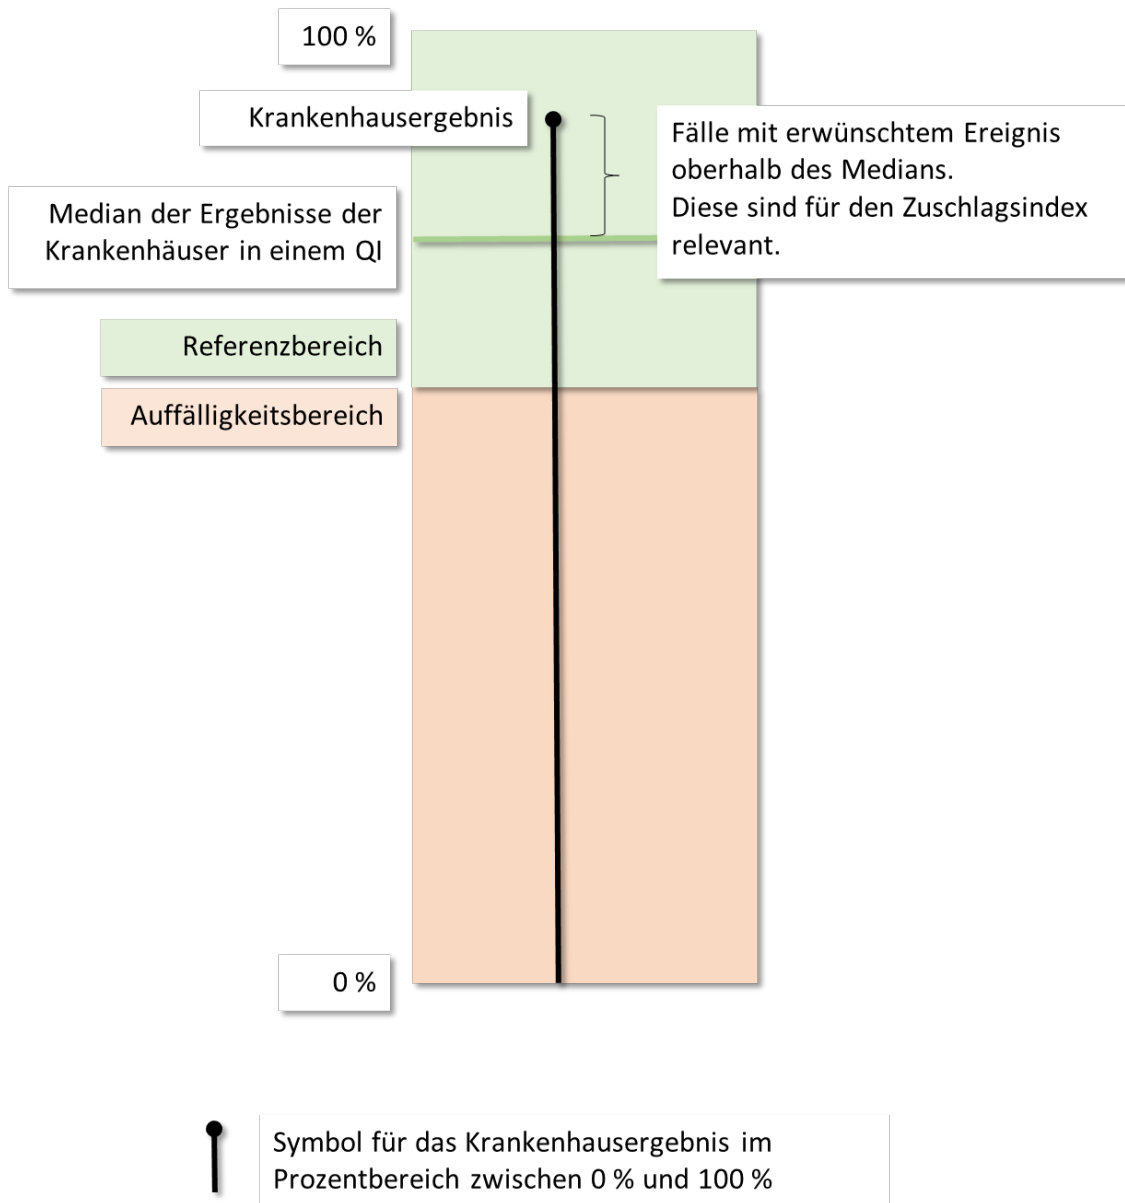 100 %
Krankenhausergebnis
Fälle mit erwünschtem Ereignis
oberhalb des Medians.
Diese sind für den Zuschlagsindex
relevant.
Median der Ergebnisse der
Krankenhäuser in einem QI
Referenzbereich
Auffälligkeitsbereich
0 %
Symbol für das Krankenhausergebnis im
Prozentbereich zwischen 0 % und 100 %